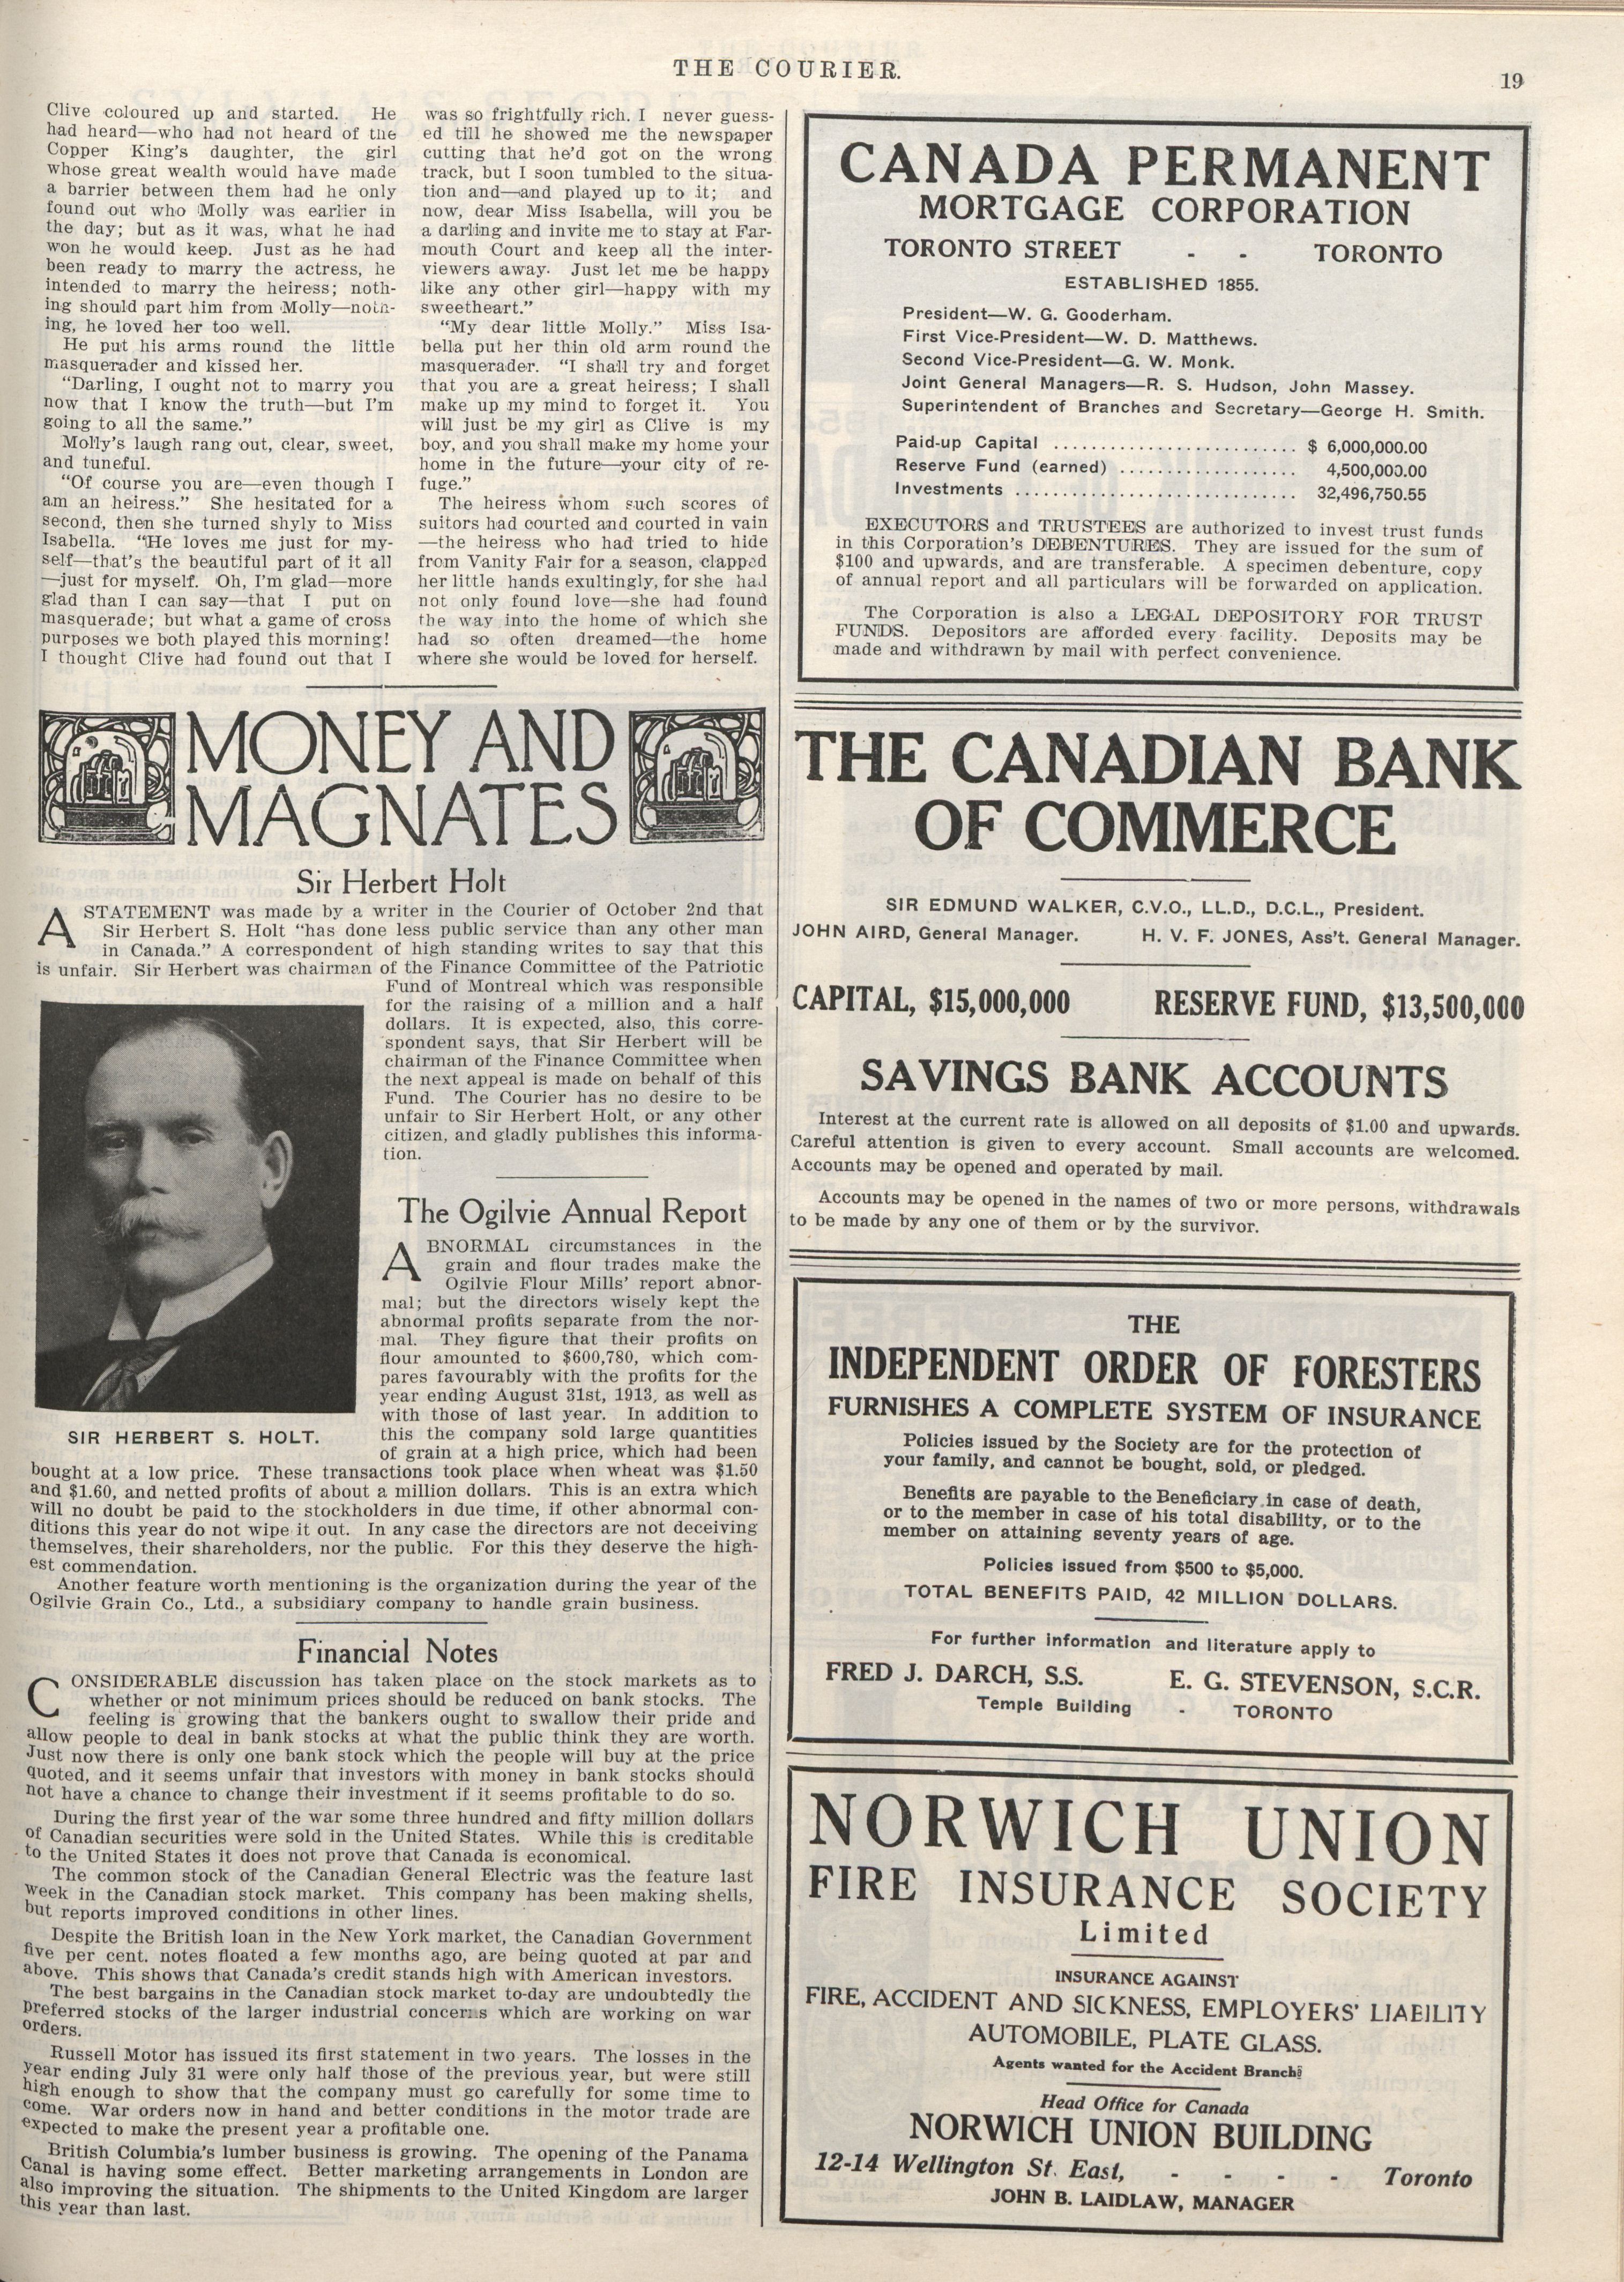 THE COURIER.
19
Clive coloured up and started. He
had heard—who had not heard of the
Copper King's daughter, the girl
whose great wealth would have made
a barrier between them had he only
found out who Molly was earlier in
the day; but as it was, what he had
won he would keep. Just as he had
been ready to marry the actress, he
intended to marry the heiress; noth-
ing should part him from Molly—noth-
ing, he loved her too well.
He put his arms round the little
masquerader and kissed her.
"Darling, I ought not to marry you
now that I know the truth—but I'm
going to all the same."
Molly's laugh rang out, clear, sweet,
and tuneful.
"Of course you are—even though I
am an heiress." She hesitated for a
second, then she turned shyly to Miss
Isabella. "He loves me just for my-
self—that's the beautiful part of it all
—just for myself. Oh, I'm glad—more
glad than I can say—that I put on
masquerade; but what a game of cross
purposes we both played this morning!
I thought Clive had found out that I
was so frightfully rich. I never guess-
ed till he showed me the newspaper
cutting that he'd got on the wrong
track, but I soon tumbled to the situa-
tion and—and played up to it; and
now, dear Miss Isabella, will you be
a darling and invite me to stay at Far-
mouth Court and keep all the inter-
viewers away. Just let me be happy
like any other girl—happy with my
sweetheart."
"My dear little Molly." Miss Isa-
bella put her thin old arm round the
masquerader. "I shall try and forget
that you are a great heiress; I shall
make up my mind to forget it. You
will just be my girl as Clive is my
boy, and you shall make my home your
home in the future—your city of re-
fuge."
The heiress whom such scores of
suitors had courted and courted in vain
—the heiress who had tried to hide
from Vanity Fair for a season, clapped
her little hands exultingly, for she had
not only found love—she had found
the way into the home of which she
had so often dreamed—the home
where she would be loved for herself.
MONEY AND
MAGNATES
Sir Herbert Holt
A STATEMENT was made by a writer in the Courier of October 2nd that
Sir Herbert S. Holt "has done less public service than any other man
in Canada." A correspondent of high standing writes to say that this
is unfair. Sir Herbert was chairman of the Finance Committee of the Patriotic
Fund of Montreal which was responsible
for the raising of a million and a half
dollars. It is expected, also, this corre-
spondent says, that Sir Herbert will be
chairman of the Finance Committee when
the next appeal is made on behalf of this
Fund. The Courier has no desire to be
unfair to Sir Herbert Holt, or any other
citizen, and gladly publishes this informa-
tion.
SIR HERBERT S. HOLT.
The Ogilvie Annual Report
ABNORMAL circumstances in the
grain and flour trades make the
Ogilvie Flour Mills' report abnor-
mal; but the directors wisely kept the
abnormal profits separate from the nor-
mal. They figure that their profits on
flour amounted to $600,780, which com-
pares favourably with the profits for the
year ending August 31st, 1913, as well as
with those of last year. In addition to
this the company sold large quantities
of grain at a high price, which had been
bought at a low price. These transactions took place when wheat was $1.50
and $1.60, and netted profits of about a million dollars. This is an extra which
will no doubt be paid to the stockholders in due time, if other abnormal con-
ditions this year do not wipe it out. In any case the directors are not deceiving
themselves, their shareholders, nor the public. For this they deserve the high-
est commendation.
Another feature worth mentioning is the organization during the year of the
Ogilvie Grain Co., Ltd., a subsidiary company to handle grain business.
Financial Notes
CONSIDERABLE discussion has taken place on the stock markets as to
whether or not minimum prices should be reduced on bank stocks. The
feeling is growing that the bankers ought to swallow their pride and
allow people to deal in bank stocks at what the public think they are worth.
Just now there is only one bank stock which the people will buy at the price
quoted, and it seems unfair that investors with money in bank stocks should
not have a chance to change their investment if it seems profitable to do so.
During the first year of the war some three hundred and fifty million dollars
of Canadian securities were sold in the United States. While this is creditable
to the United States it does not prove that Canada is economical.
The common stock of the Canadian General Electric was the feature last
week in the Canadian stock market. This company has been making shells,
but reports improved conditions in other lines.
Despite the British loan in the New York market, the Canadian Government
five per cent. notes floated a few months ago, are being quoted at par and
above. This shows that Canada's credit stands high with American investors.
The best bargains in the Canadian stock market to-day are undoubtedly the
preferred stocks of the larger industrial concerns which are working on war
orders.
Russell Motor has issued its first statement in two years. The losses in the
year ending July 31 were only half those of the previous year, but were still
high enough to show that the company must go carefully for some time to
come. War orders now in hand and better conditions in the motor trade are
expected to make the present year a profitable one.
British Columbia's lumber business is growing. The opening of the Panama
Canal is having some effect. Better marketing arrangements in London are
also improving the situation. The shipments to the United Kingdom are larger
this year than last.
CANADA PERMANENT
MORTGAGE CORPORATION
TORONTO STREET - - TORONTO
ESTABLISHED 1855.
President—W. G. Gooderham.
First Vice-President—W. D. Matthews.
Second Vice-President—G. W. Monk.
Joint General Managers—R. S. Hudson, John Massey.
Superintendent of Branches and Secretary—George H. Smith.
Paid-up Capital ............................ $ 6,000,000.00
Reserve Fund (earned) .................... 4,500,000.00
Investments ................................ 32,496,750.55
EXECUTORS and TRUSTEES are authorized to invest trust funds
in this Corporation's DEBENTURES. They are issued for the sum of
$100 and upwards, and are transferable. A specimen debenture, copy
of annual report and all particulars will be forwarded on application.
The Corporation is also a LEGAL DEPOSITORY FOR TRUST
FUNDS. Depositors are afforded every facility. Deposits may be
made and withdrawn by mail with perfect convenience.
THE CANADIAN BANK
OF COMMERCE
SIR EDMUND WALKER, C.V.O., LL.D., D.C.L., President.
JOHN AIRD, General Manager. H. V. F. JONES, Ass't. General Manager.
CAPITAL, $15,000,000 RESERVE FUND, $13,500,000
SAVINGS BANK ACCOUNTS
Interest at the current rate is allowed on all deposits of $1.00 and upwards.
Careful attention is given to every account. Small accounts are welcomed.
Accounts may be opened and operated by mail.
Accounts may be opened in the names of two or more persons, withdrawals
to be made by any one of them or by the survivor.
THE
INDEPENDENT ORDER OF FORESTERS
FURNISHES A COMPLETE SYSTEM OF INSURANCE
Policies issued by the Society are for the protection of
your family, and cannot be bought, sold, or pledged.
Benefits are payable to the Beneficiary in case of death,
or to the member in case of his total disability, or to the
member on attaining seventy years of age.
Policies issued from $500 to $5,000.
TOTAL BENEFITS PAID, 42 MILLION DOLLARS.
For further information and literature apply to
FRED J. DARCH, S.S. E. G. STEVENSON, S.C.R.
Temple Building - TORONTO
NORWICH UNION
FIRE INSURANCE SOCIETY
Limited
INSURANCE AGAINST
FIRE, ACCIDENT AND SICKNESS, EMPLOYERS' LIABILITY
AUTOMOBILE, PLATE GLASS.
Agents wanted for the Accident Branch
Head Office for Canada
NORWICH UNION BUILDING
12-14 Wellington St. East, - - - - Toronto
JOHN B. LAIDLAW, MANAGER